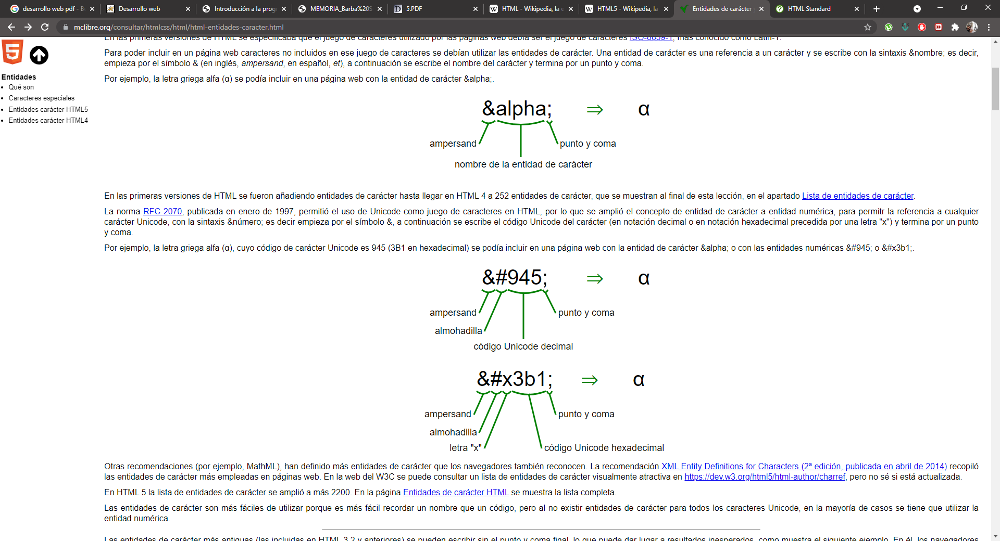 desarrollo web pdf - B
Desarrollo web
Introducción a la prog
MEMORIA_Barba%20S
5.PDF
HTML - Wikipedia, la e
HTML5 - Wikipedia, la
Entidades de carácter
HTML Standard
mclibre.org/consultar/htmlcss/html/html-entidades-caracter.html
Entidades
Qué son
Caracteres especiales
Entidades carácter HTML5
Entidades carácter HTML4
En las primeras versiones de HTML se especificaba que el juego de caracteres utilizado por las páginas web debía ser el juego de caracteres ISO-8859-1, más conocido como Latin-1.
Para poder incluir en un página web caracteres no incluidos en ese juego de caracteres se debían utilizar las entidades de carácter. Una entidad de carácter es una referencia a un carácter y se escribe con la sintaxis &nombre; es decir,
empieza por el símbolo & (en inglés, ampersand, en español, et), a continuación se escribe el nombre del carácter y termina por un punto y coma.
Por ejemplo, la letra griega alfa (α) se podía incluir en una página web con la entidad de carácter &alpha;.
&alpha; ⇒ α
ampersand
punto y coma
nombre de la entidad de carácter
En las primeras versiones de HTML se fueron añadiendo entidades de carácter hasta llegar en HTML 4 a 252 entidades de carácter, que se muestran al final de esta lección, en el apartado Lista de entidades de carácter.
La norma RFC 2070, publicada en enero de 1997, permitió el uso de Unicode como juego de caracteres en HTML, por lo que se amplió el concepto de entidad de carácter a entidad numérica, para permitr la referencia a cualquier
carácter Unicode, con la sintaxis &número; es decir empieza por el símbolo &, a continuación se escribe el código Unicode del carácter (en notación decimal o en notación hexadecimal precedida por una letra "x") y termina por un punto
y coma.
Por ejemplo, la letra griega alfa (α), cuyo código de carácter Unicode es 945 (3B1 en hexadecimal) se podía incluir en una página web con la entidad de carácter &alpha; o con las entidades numéricas &#945; o &#x3b1;.
&#945; ⇒ α
ampersand
punto y coma
almohadilla
código Unicode decimal
&#x3b1; ⇒ α
ampersand
punto y coma
almohadilla
letra "x"
código Unicode hexadecimal
Otras recomendaciones (por ejemplo, MathML), han definido más entidades de carácter que los navegadores también reconocen. La recomendación XML Entity Definitions for Characters (2ª edición, publicada en abril de 2014) recopiló
las entidades de carácter más empleadas en páginas web. En la web del W3C se puede consultar un lista de entidades de carácter visualmente atractiva en https://dev.w3.org/html5/html-author/charref, pero no sé si está actualizada.
En HTML 5 la lista de entidades de carácter se amplió a más 2200. En la página Entidades de carácter HTML se muestra la lista completa.
Las entidades de carácter son más fáciles de utilizar porque es más fácil recordar un nombre que un código, pero al no existir entidades de carácter para todos los caracteres Unicode, en la mayoría de casos se tiene que utilizar la
entidad numérica.
Las entidades de carácter más antiguas (las incluidas en HTML 3.2 y anteriores) se pueden escribir sin el punto y coma final, lo que puede dar lugar a resultados inesperados, como muestra el siguiente ejemplo. En él, los navegadores